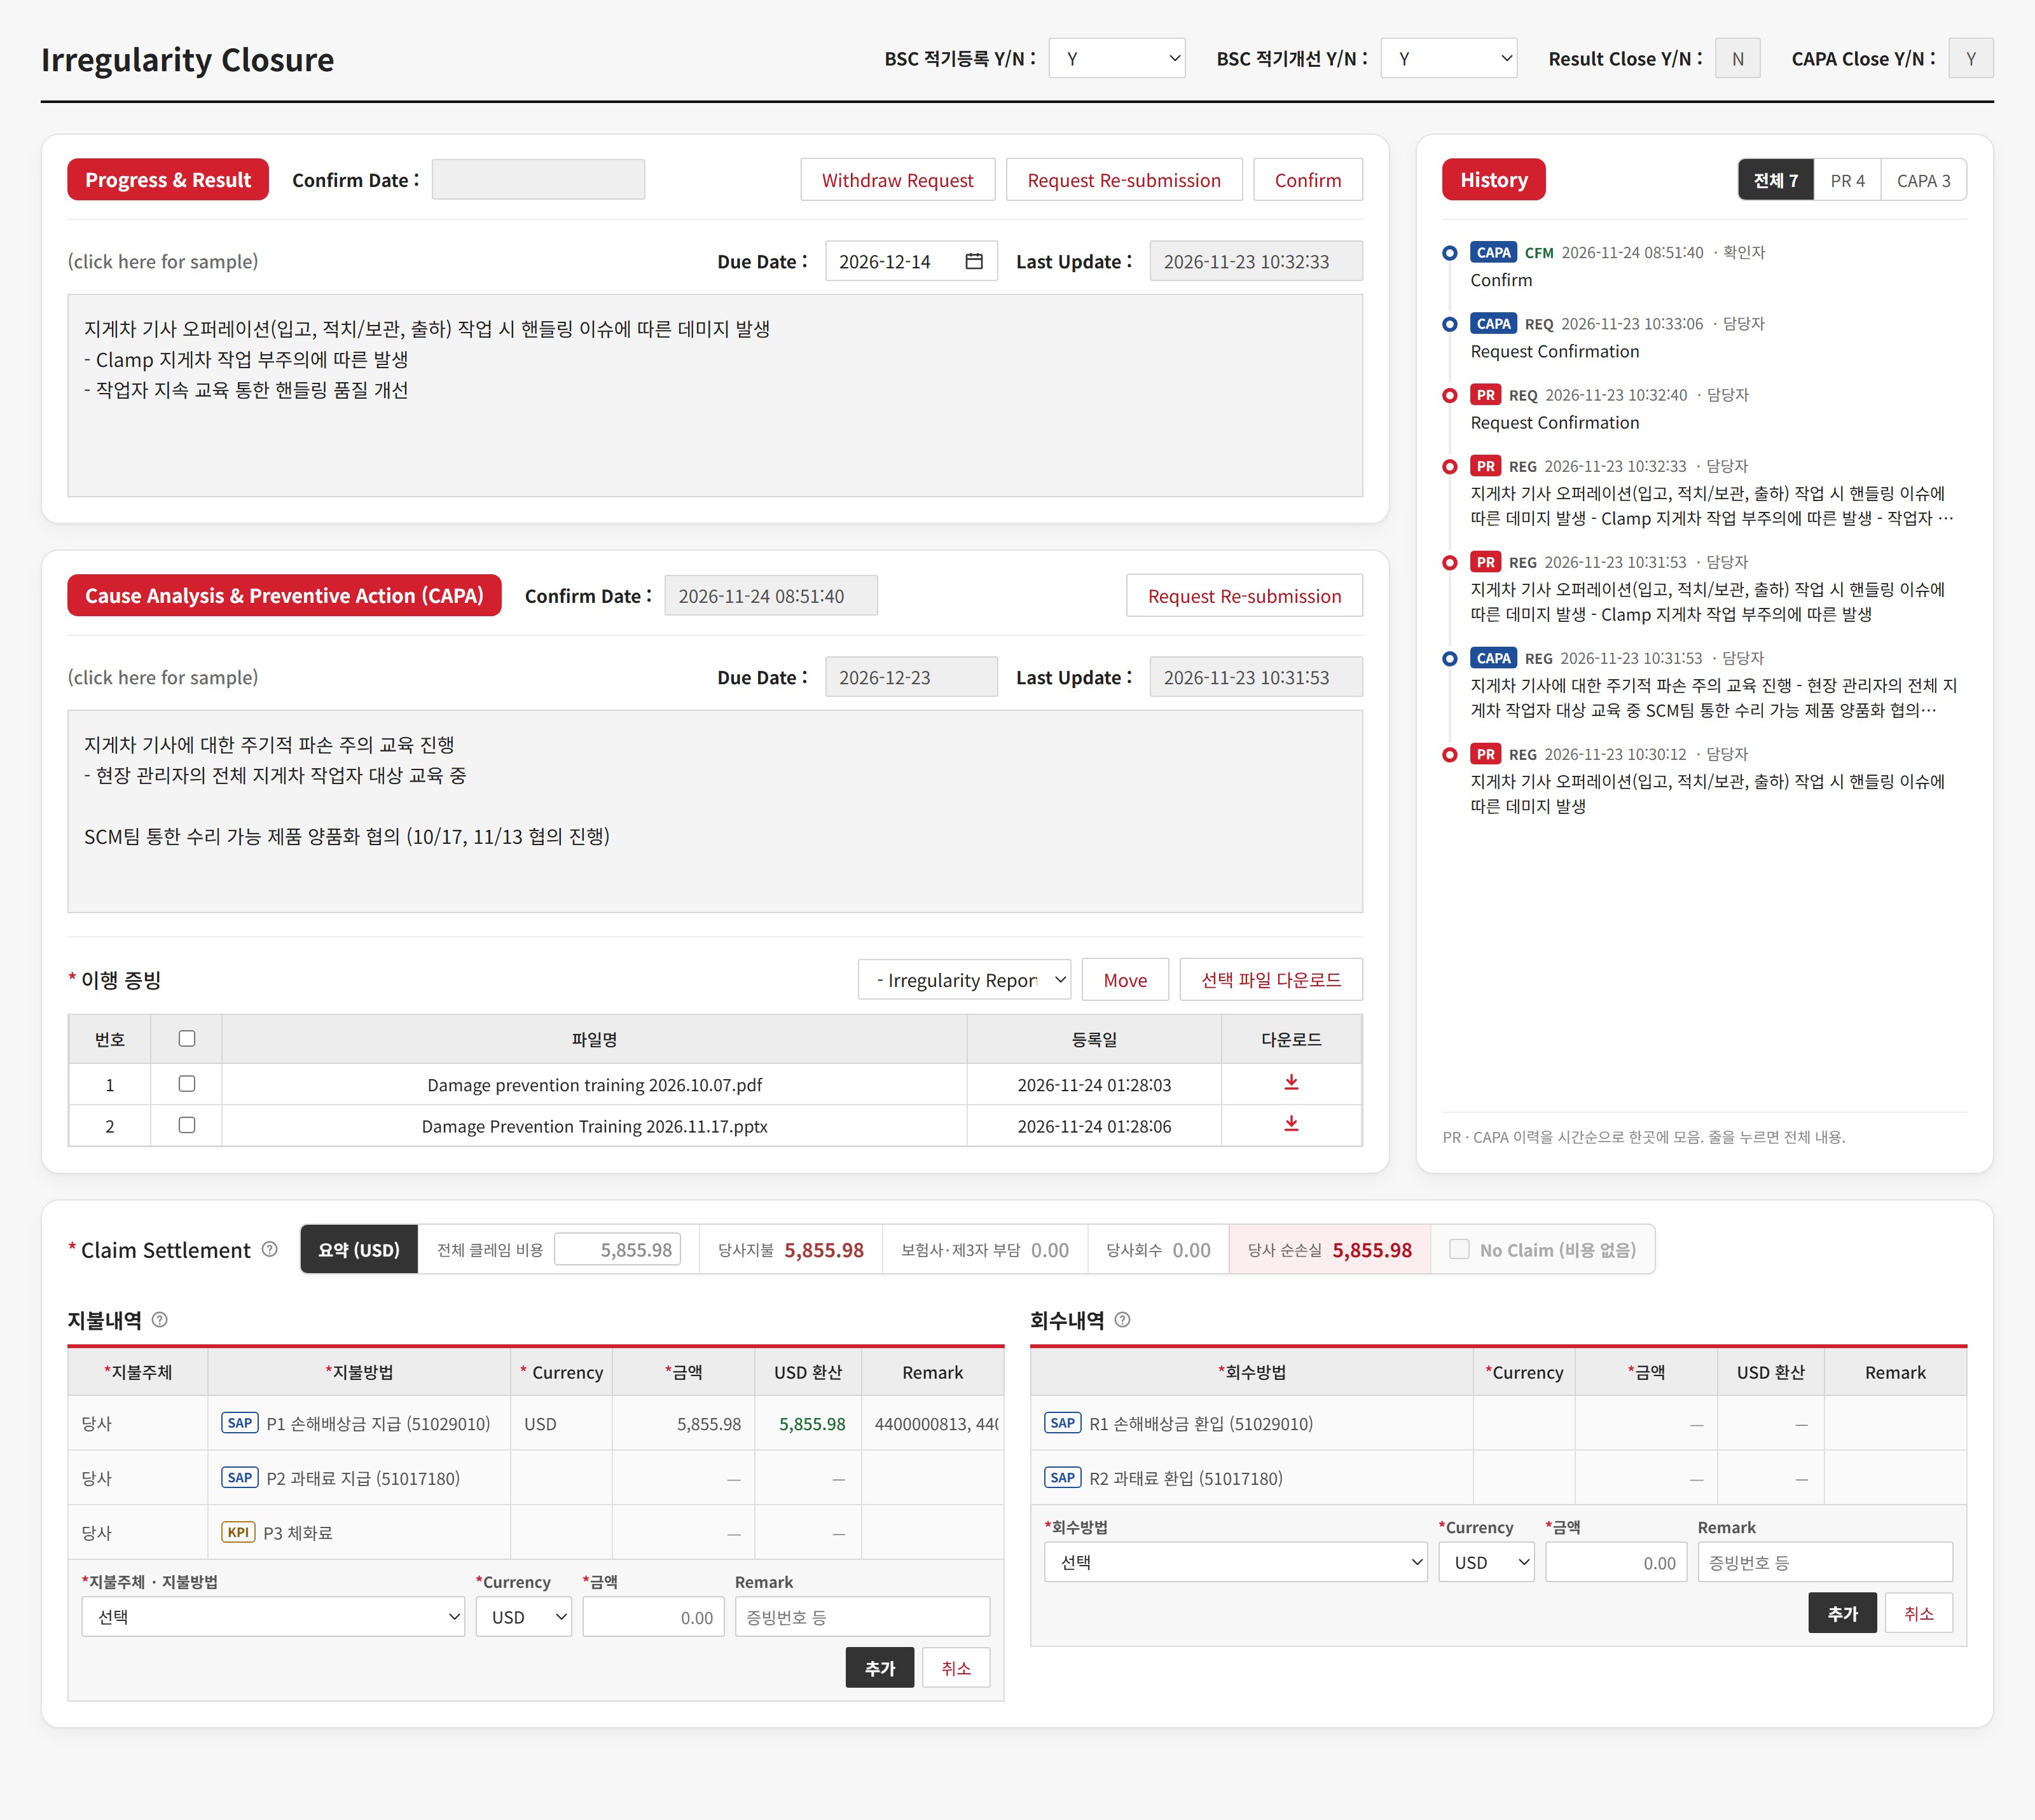 Irregularity Closure
BSC 적기등록 Y/N : Y
BSC 적기개선 Y/N : Y
Result Close Y/N : N
CAPA Close Y/N : Y
Progress & Result
Confirm Date :
Withdraw Request
Request Re-submission
Confirm
(click here for sample)
Due Date : 2026-12-14
Last Update : 2026-11-23 10:32:33
지게차 기사 오퍼레이션(입고, 적치/보관, 출하) 작업 시 핸들링 이슈에 따른 데미지 발생
- Clamp 지게차 작업 부주의에 따른 발생
- 작업자 지속 교육 통한 핸들링 품질 개선
Cause Analysis & Preventive Action (CAPA)
Confirm Date : 2026-11-24 08:51:40
Request Re-submission
(click here for sample)
Due Date : 2026-12-23
Last Update : 2026-11-23 10:31:53
지게차 기사에 대한 주기적 파손 주의 교육 진행
- 현장 관리자의 전체 지게차 작업자 대상 교육 중
SCM팀 통한 수리 가능 제품 양품화 협의 (10/17, 11/13 협의 진행)
* 이행 증빙
- Irregularity Repor
Move
선택 파일 다운로드
번호 파일명 등록일 다운로드
1 Damage prevention training 2026.10.07.pdf 2026-11-24 01:28:03
2 Damage Prevention Training 2026.11.17.pptx 2026-11-24 01:28:06
History
전체 7 PR 4 CAPA 3
CAPA CFM 2026-11-24 08:51:40 · 확인자
Confirm
CAPA REQ 2026-11-23 10:33:06 · 담당자
Request Confirmation
PR REQ 2026-11-23 10:32:40 · 담당자
Request Confirmation
PR REG 2026-11-23 10:32:33 · 담당자
지게차 기사 오퍼레이션(입고, 적치/보관, 출하) 작업 시 핸들링 이슈에
따른 데미지 발생 - Clamp 지게차 작업 부주의에 따른 발생 - 작업자 …
PR REG 2026-11-23 10:31:53 · 담당자
지게차 기사 오퍼레이션(입고, 적치/보관, 출하) 작업 시 핸들링 이슈에
따른 데미지 발생 - Clamp 지게차 작업 부주의에 따른 발생
CAPA REG 2026-11-23 10:31:53 · 담당자
지게차 기사에 대한 주기적 파손 주의 교육 진행 - 현장 관리자의 전체 지
게차 작업자 대상 교육 중 SCM팀 통한 수리 가능 제품 양품화 협의…
PR REG 2026-11-23 10:30:12 · 담당자
지게차 기사 오퍼레이션(입고, 적치/보관, 출하) 작업 시 핸들링 이슈에
따른 데미지 발생
PR · CAPA 이력을 시간순으로 한곳에 모음. 줄을 누르면 전체 내용.
* Claim Settlement ?
요약 (USD) 전체 클레임 비용 5,855.98 당사지불 5,855.98 보험사·제3자 부담 0.00 당사회수 0.00 당사 순손실 5,855.98 No Claim (비용 없음)
지불내역 ?
*지불주체 *지불방법 * Currency *금액 USD 환산 Remark
당사 SAP P1 손해배상금 지급 (51029010) USD 5,855.98 5,855.98 4400000813, 440
당사 SAP P2 과태료 지급 (51017180) — —
당사 KPI P3 체화료 — —
*지불주체 · 지불방법 *Currency *금액 Remark
선택 USD 0.00 증빙번호 등
추가 취소
회수내역 ?
*회수방법 *Currency *금액 USD 환산 Remark
SAP R1 손해배상금 환입 (51029010) — —
SAP R2 과태료 환입 (51017180) — —
*회수방법 *Currency *금액 Remark
선택 USD 0.00 증빙번호 등
추가 취소